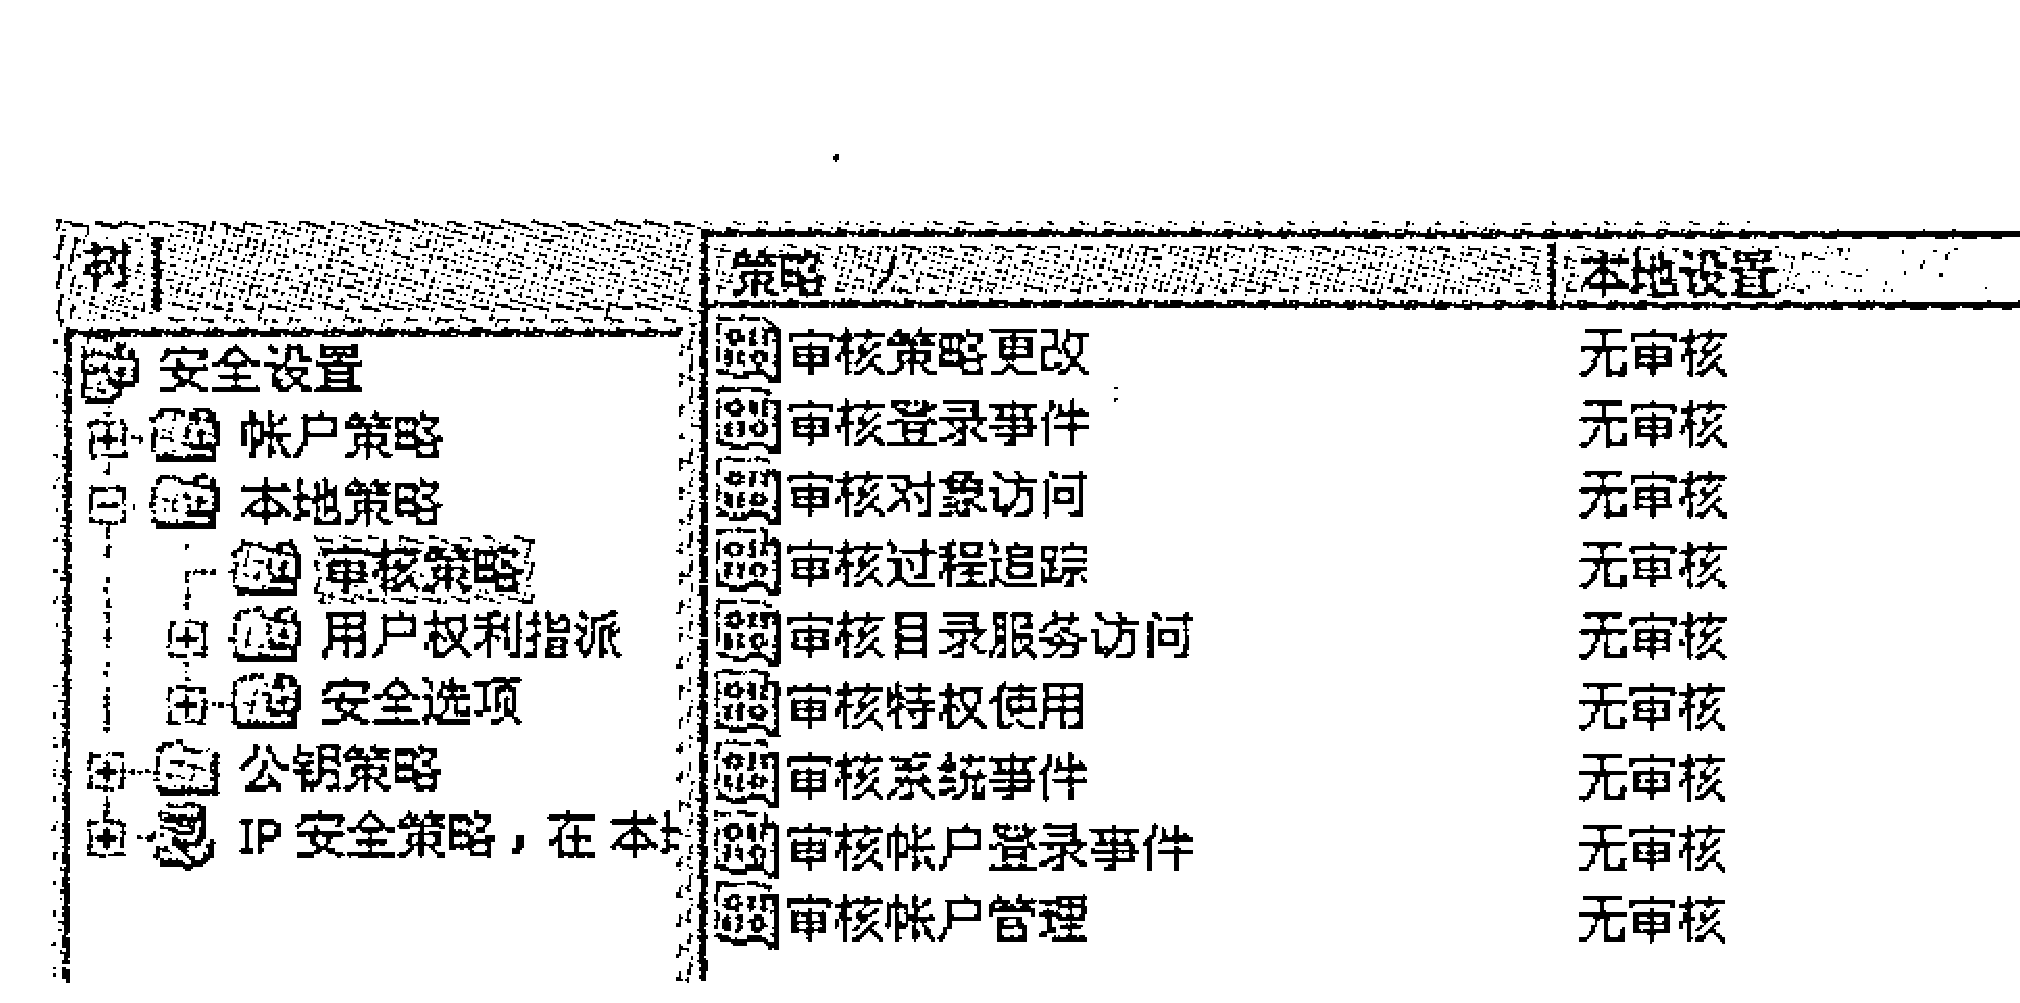 树
安全设置
帐户策略
本地策略
审核策略
用户权利指派
安全选项
公钥策略
IP 安全策略，在 本地
策略 本地设置
审核策略更改 无审核
审核登录事件 无审核
审核对象访问 无审核
审核过程追踪 无审核
审核目录服务访问 无审核
审核特权使用 无审核
审核系统事件 无审核
审核帐户登录事件 无审核
审核帐户管理 无审核